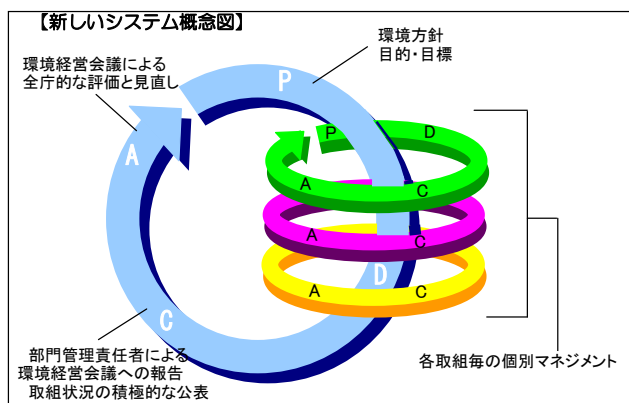 【新しいシステム概念図】
環境方針
目的・目標
環境経営会議による
全庁的な評価と見直し
P
A
P
D
A
C
A
C
D
A
C
C
部門管理責任者による
環境経営会議への報告
取組状況の積極的な公表
各取組毎の個別マネジメント